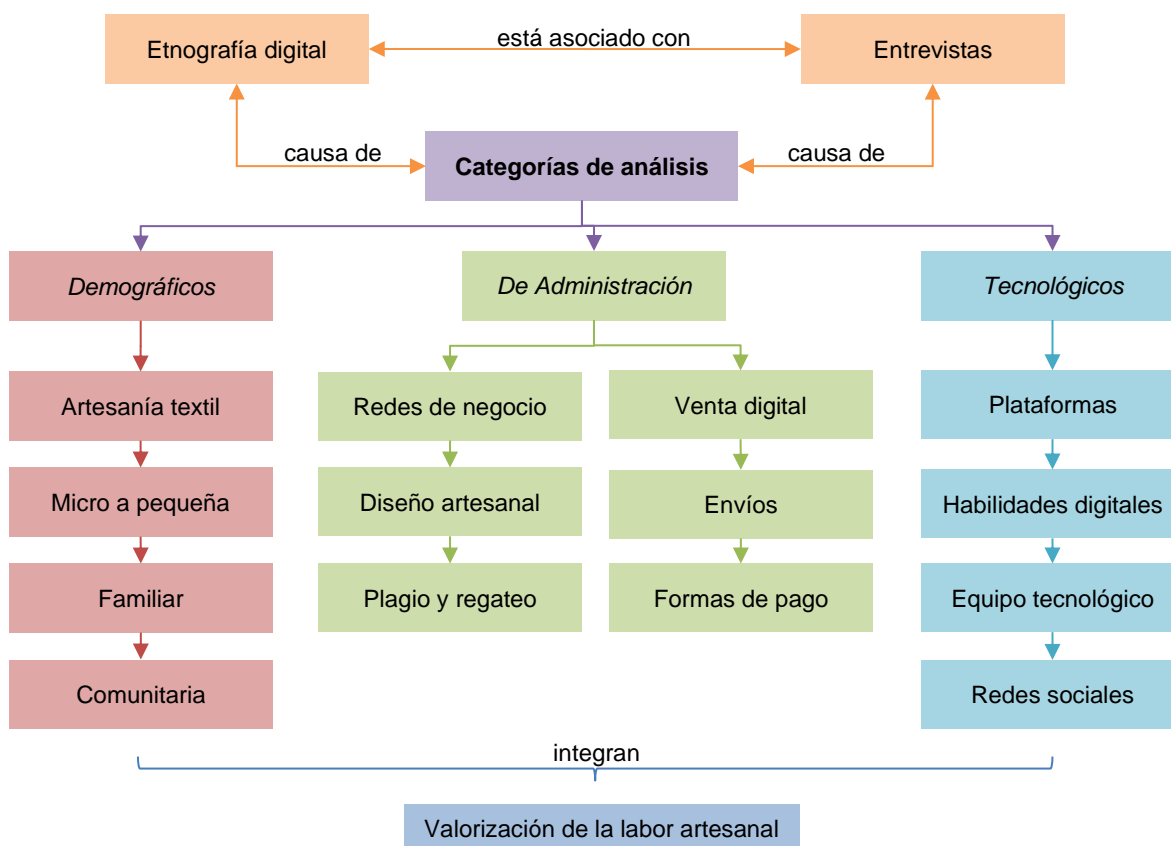 Etnografía digital
está asociado con
Entrevistas
causa de
Categorías de análisis
causa de
Demográficos
De Administración
Tecnológicos
Artesanía textil
Redes de negocio
Venta digital
Plataformas
Micro a pequeña
Diseño artesanal
Envíos
Habilidades digitales
Familiar
Plagio y regateo
Formas de pago
Equipo tecnológico
Comunitaria
Redes sociales
integran
Valorización de la labor artesanal